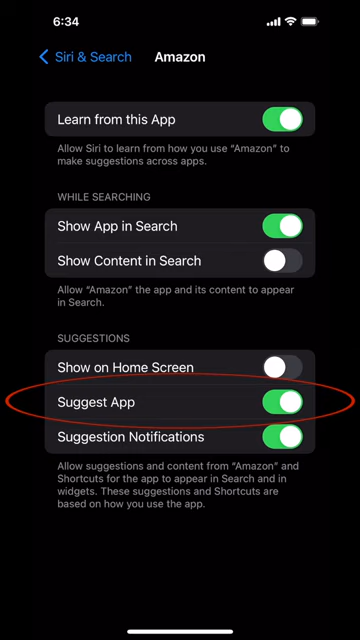 6:34
Siri & Search
Amazon
Learn from this App
Allow Siri to learn from how you use “Amazon” to
make suggestions across apps.
WHILE SEARCHING
Show App in Search
Show Content in Search
Allow “Amazon” the app and its content to appear
in Search.
SUGGESTIONS
Show on Home Screen
Suggest App
Suggestion Notifications
Allow suggestions and content from “Amazon” and
Shortcuts for the app to appear in Search and in
widgets. These suggestions and Shortcuts are
based on how you use the app.